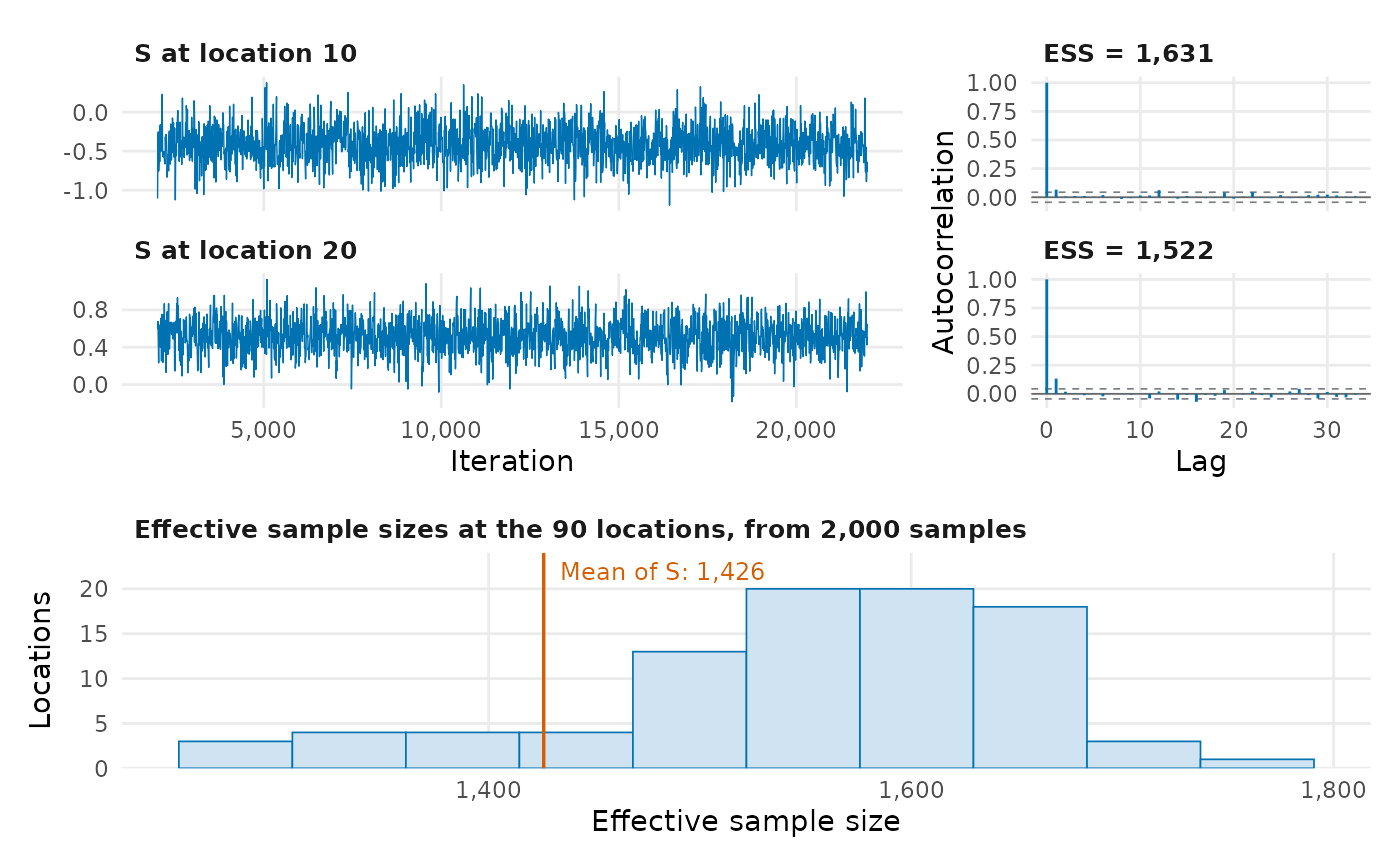 S at location 10
0.0
-0.5
-1.0
S at location 20
0.8
0.4
0.0
5,000 10,000 15,000 20,000
Iteration
ESS = 1,631
1.00
0.75
0.50
0.25
0.00
Autocorrelation
ESS = 1,522
1.00
0.75
0.50
0.25
0.00
0 10 20 30
Lag
Effective sample sizes at the 90 locations, from 2,000 samples
Mean of S: 1,426
Locations
20
15
10
5
0
1,400 1,600 1,800
Effective sample size